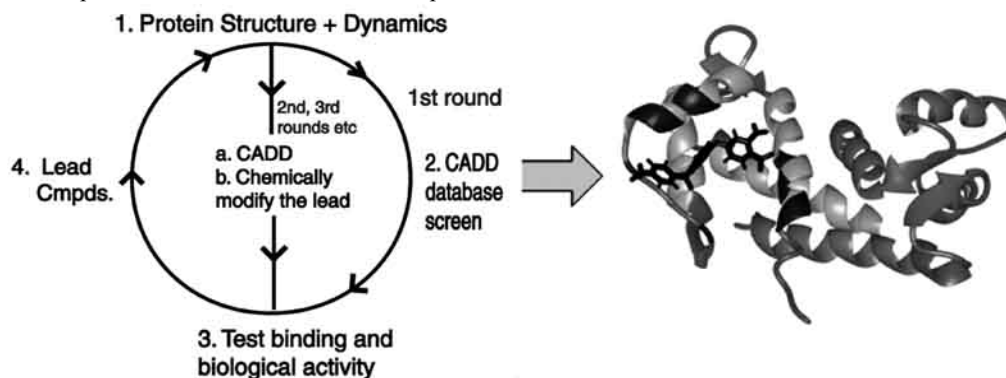 1. Protein Structure + Dynamics
2nd, 3rd
rounds etc
1st round
a. CADD
b. Chemically
modify the lead
4. Lead
Cmpds.
2. CADD
database
screen
3. Test binding and
biological activity